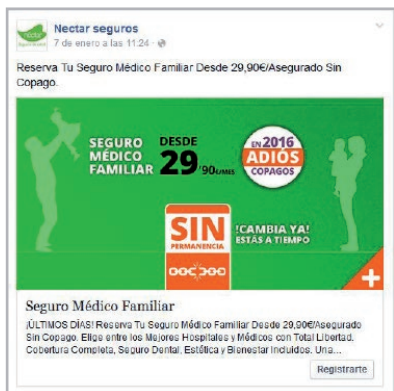 Nectar seguros
7 de enero a las 11:24
Reserva Tu Seguro Médico Familiar Desde 29,90€/Asegurado Sin
Copago.
SEGURO
MÉDICO
FAMILIAR
DESDE
29'90€/MES
EN 2016
ADIÓS
COPAGOS
SIN
PERMANENCIA
¡CAMBIA YA!
ESTÁS A TIEMPO
Seguro Médico Familiar
¡ÚLTIMOS DÍAS! Reserva Tu Seguro Médico Familiar Desde 29,90€/Asegurado
Sin Copago. Elige entre los Mejores Hospitales y Médicos con Total Libertad.
Cobertura Completa, Seguro Dental, Estética y Bienestar Incluidos. Una...
Registrarte